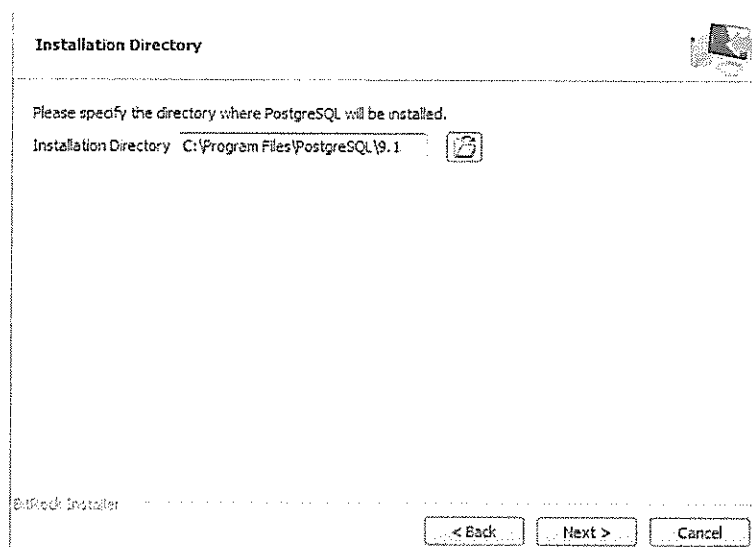 Installation Directory
Please specify the directory where PostgreSQL will be installed.
Installation Directory C:\Program Files\PostgreSQL\9.1
BitRock Installer
< Back Next > Cancel